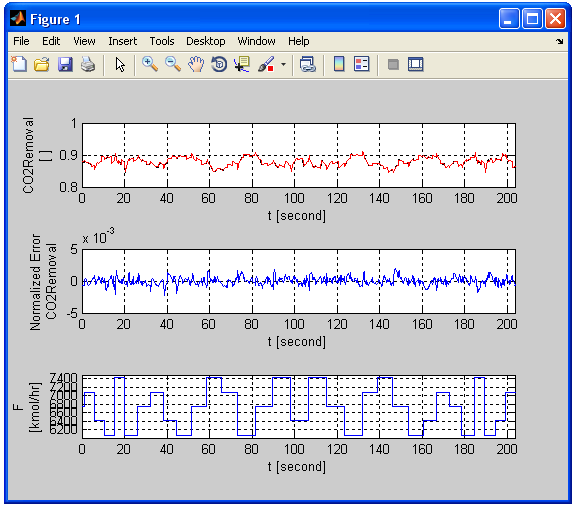 Figure 1
File Edit View Insert Tools Desktop Window Help
1
0.9
0.8
CO2Removal
[ ]
0 20 40 60 80 100 120 140 160 180 200
t [second]
x 10-3
5
0
-5
Normalized Error
CO2Removal
0 20 40 60 80 100 120 140 160 180 200
t [second]
7400
7200
7000
6800
6600
6400
6200
F
[kmol/hr]
0 20 40 60 80 100 120 140 160 180 200
t [second]